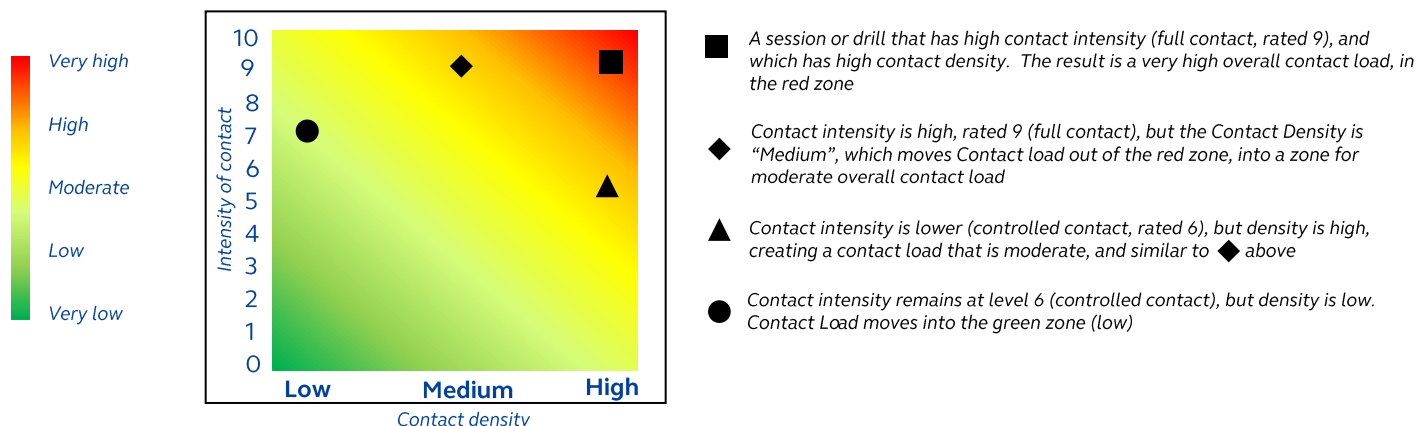 Very high
High
Moderate
Low
Very low
Intensity of contact
10
9
8
7
6
5
4
3
2
1
0
Low Medium High
Contact density
A session or drill that has high contact intensity (full contact, rated 9), and
which has high contact density. The result is a very high overall contact load, in
the red zone
Contact intensity is high, rated 9 (full contact), but the Contact Density is
“Medium”, which moves Contact load out of the red zone, into a zone for
moderate overall contact load
Contact intensity is lower (controlled contact, rated 6), but density is high,
creating a contact load that is moderate, and similar to above
Contact intensity remains at level 6 (controlled contact), but density is low.
Contact Load moves into the green zone (low)